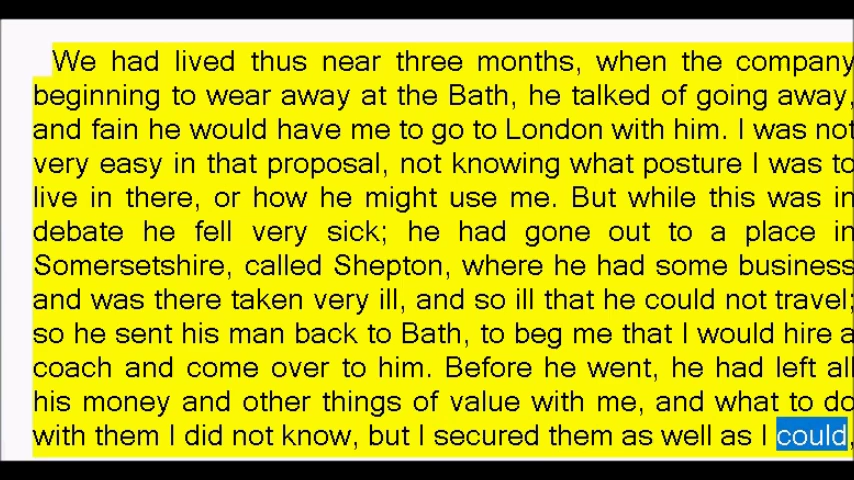 We had lived thus near three months, when the company
beginning to wear away at the Bath, he talked of going away,
and fain he would have me to go to London with him. I was not
very easy in that proposal, not knowing what posture I was to
live in there, or how he might use me. But while this was in
debate he fell very sick; he had gone out to a place in
Somersetshire, called Shepton, where he had some business
and was there taken very ill, and so ill that he could not travel;
so he sent his man back to Bath, to beg me that I would hire a
coach and come over to him. Before he went, he had left all
his money and other things of value with me, and what to do
with them I did not know, but I secured them as well as I could,